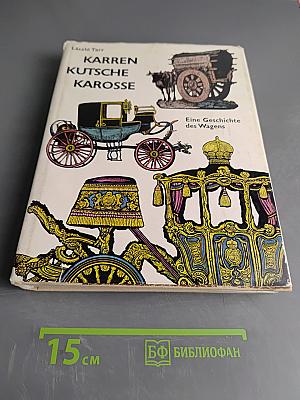 László Tarr
KARREN
KUTSCHE
KAROSSE
Eine Geschichte
des Wagens
15 см
БФ БИБЛИОФАН